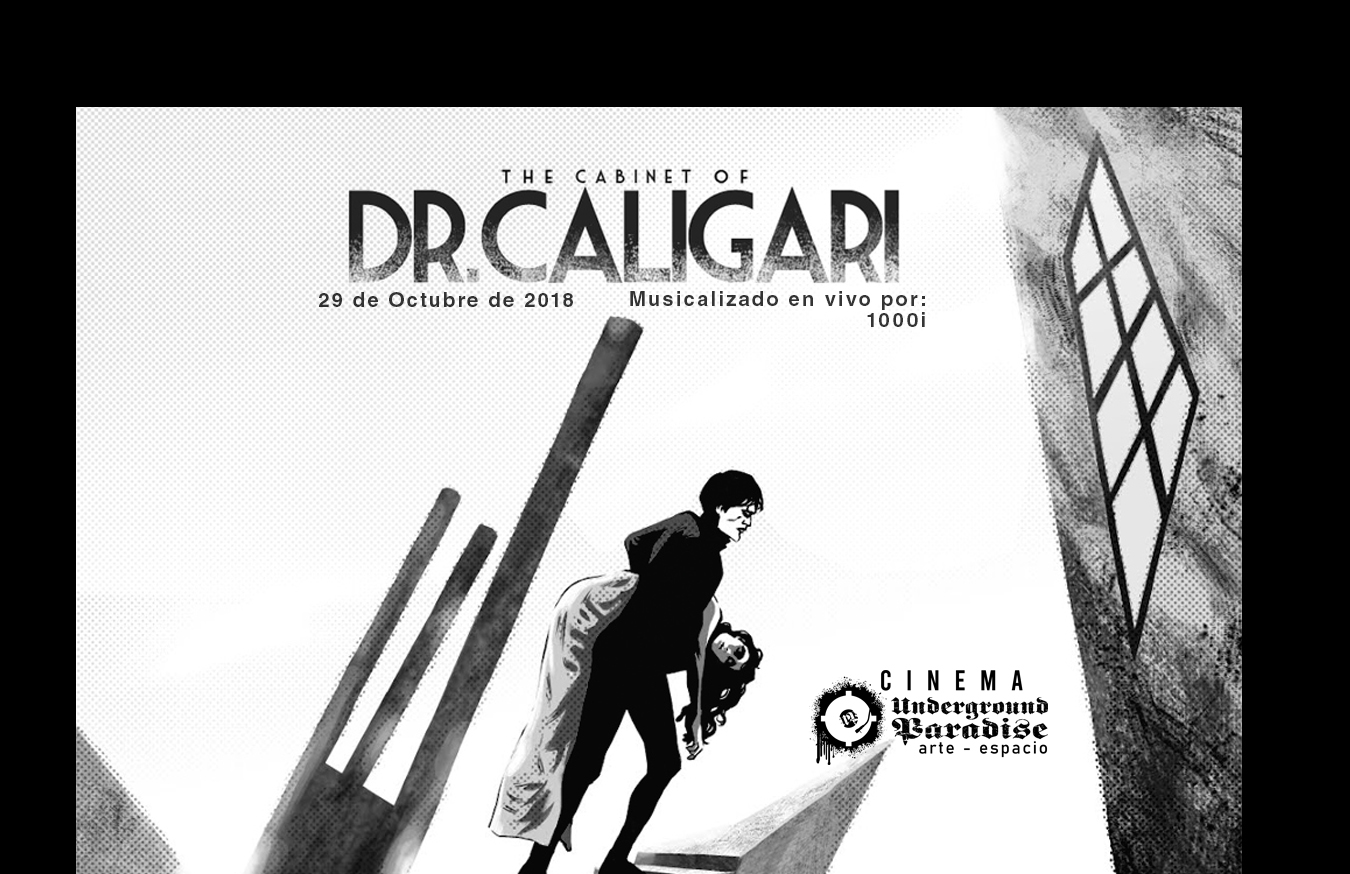 THE CABINET OF
DR. CALIGARI
29 de Octubre de 2018
Musicalizado en vivo por:
1000i
CINEMA
Underground
Paradise
arte - espacio